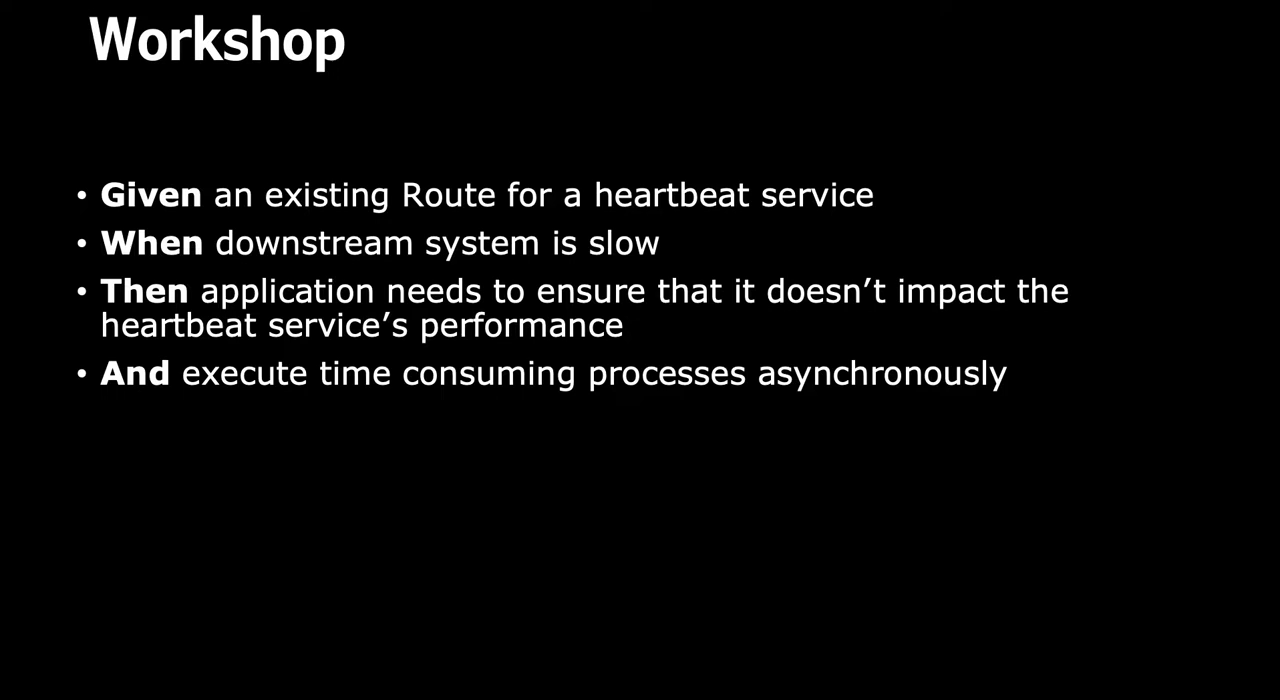 Workshop
• Given an existing Route for a heartbeat service
• When downstream system is slow
• Then application needs to ensure that it doesn’t impact the
heartbeat service’s performance
• And execute time consuming processes asynchronously